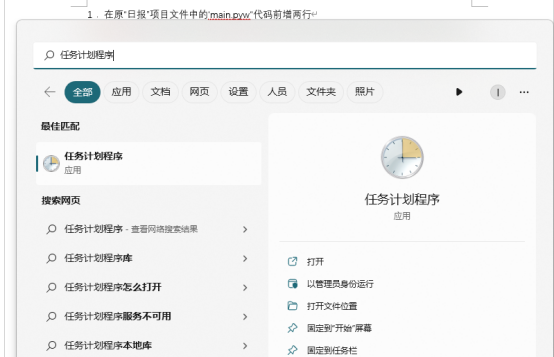 1．在原"日报"项目文件中的'main.pyw"代码前增两行
任务计划程序
全部 应用 文档 网页 设置 人员 文件夹 照片
最佳匹配
任务计划程序
应用
搜索网页
任务计划程序 - 查看网络搜索结果
任务计划程序库
任务计划程序怎么打开
任务计划程序服务不可用
任务计划程序本地库
任务计划程序
应用
打开
以管理员身份运行
打开文件位置
固定到"开始"屏幕
固定到任务栏